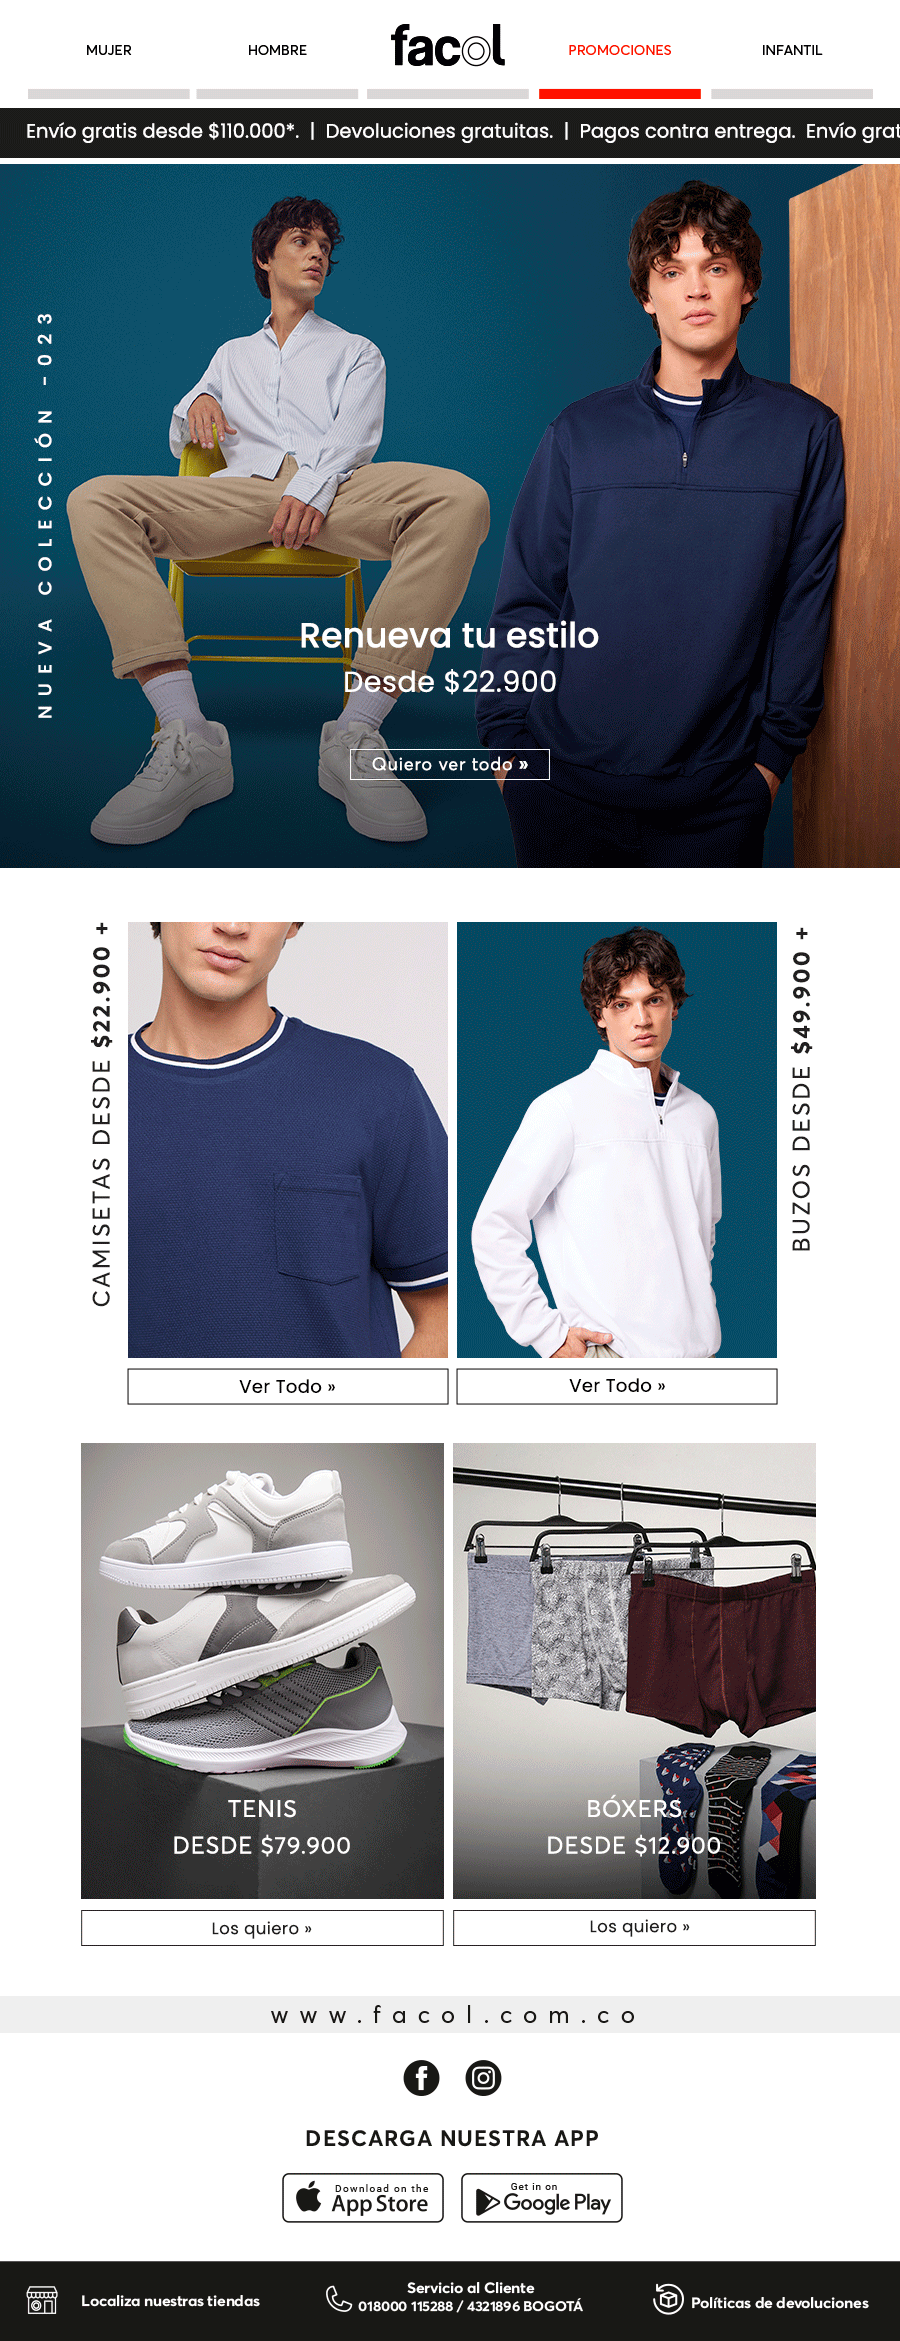 MUJER
HOMBRE
facol
PROMOCIONES
INFANTIL
Envío gratis desde $110.000*. | Devoluciones gratuitas. | Pagos contra entrega. Envío grat
NUEVA COLECCIÓN -023
Renueva tu estilo
Desde $22.900
Quiero ver todo »
CAMISETAS DESDE $22.900 +
BUZOS DESDE $49.900 +
Ver Todo »
Ver Todo »
TENIS
DESDE $79.900
BÓXERS
DESDE $12.900
Los quiero »
Los quiero »
www.facol.com.co
DESCARGA NUESTRA APP
Download on the
App Store
Get in on
Google Play
Localiza nuestras tiendas
Servicio al Cliente
018000 115288 / 4321896 BOGOTÁ
Políticas de devoluciones